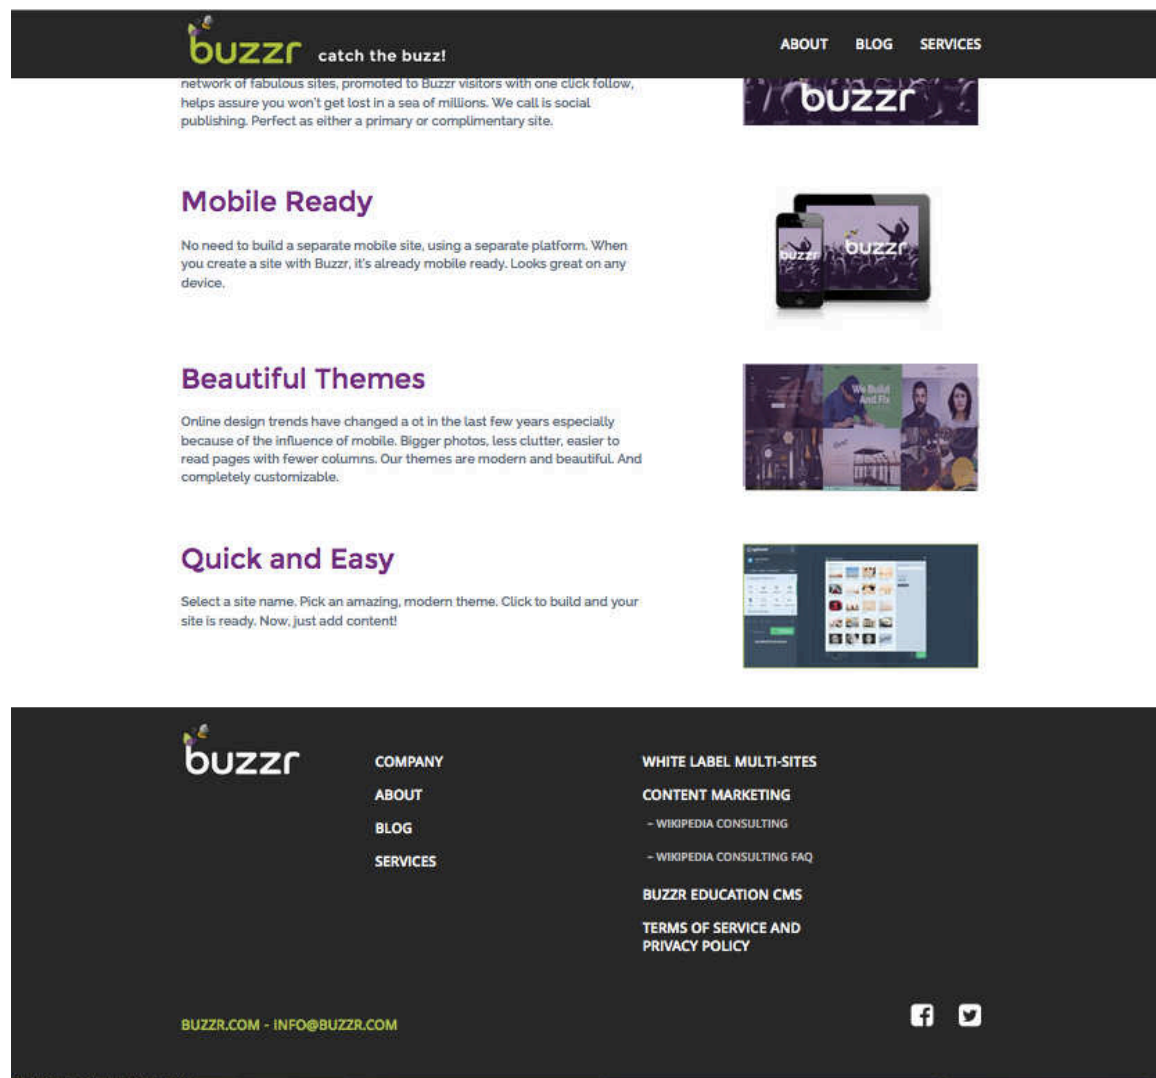 buzzr catch the buzz!
ABOUT BLOG SERVICES
network of fabulous sites, promoted to Buzzr visitors with one click follow,
helps assure you won't get lost in a sea of millions. We call is social
publishing. Perfect as either a primary or complimentary site.
buzzr
Mobile Ready
No need to build a separate mobile site, using a separate platform. When
you create a site with Buzzr, it's already mobile ready. Looks great on any
device.
buzzr
buzzr
Beautiful Themes
Online design trends have changed a ot in the last few years especially
because of the influence of mobile. Bigger photos, less clutter, easier to
read pages with fewer columns. Our themes are modern and beautiful. And
completely customizable.
We Build
And Fix
Quick and Easy
Select a site name. Pick an amazing, modern theme. Click to build and your
site is ready. Now, just add content!
buzzr
COMPANY
ABOUT
BLOG
SERVICES
WHITE LABEL MULTI-SITES
CONTENT MARKETING
– WIKIPEDIA CONSULTING
– WIKIPEDIA CONSULTING FAQ
BUZZR EDUCATION CMS
TERMS OF SERVICE AND
PRIVACY POLICY
BUZZR.COM - INFO@BUZZR.COM